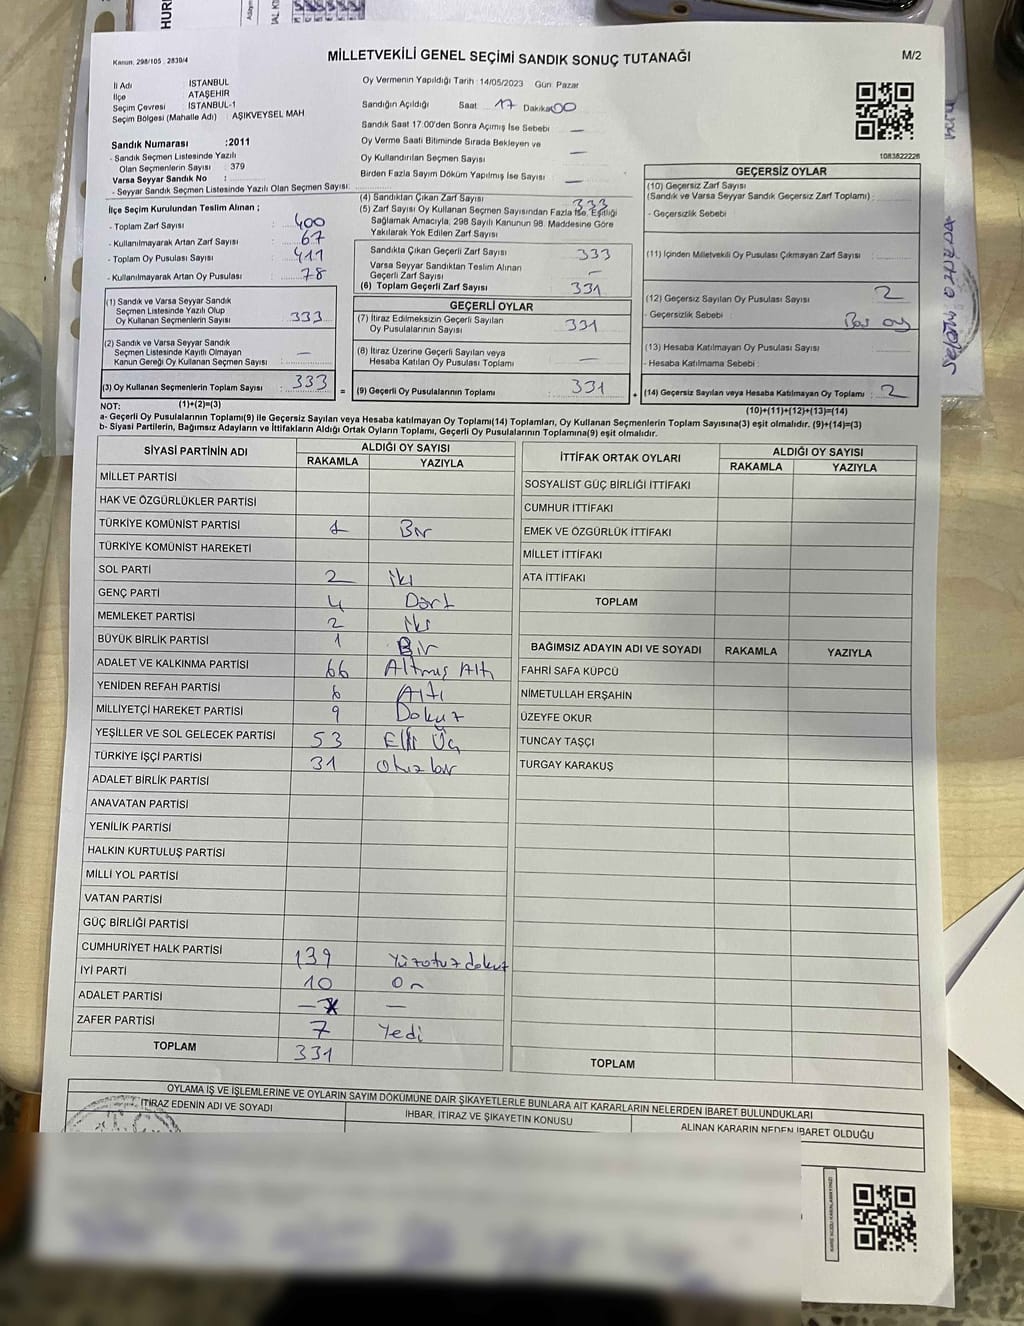 Kanun, 298/105 , 2839/4
MİLLETVEKİLİ GENEL SEÇİMİ SANDIK SONUÇ TUTANAĞI
M/2
İl Adı İSTANBUL
İlçe ATAŞEHİR
Seçim Çevresi : İSTANBUL-1
Seçim Bölgesi (Mahalle Adı) : AŞIKVEYSEL MAH
Sandık Numarası :2011
- Sandık Seçmen Listesinde Yazılı
Olan Seçmenlerin Sayısı : 379
Varsa Seyyar Sandık No :
- Seyyar Sandık Seçmen Listesinde Yazılı Olan Seçmen Sayısı:
Oy Vermenin Yapıldığı Tarih : 14/05/2023 Gün: Pazar
Sandığın Açıldığı Saat 17 Dakika 00
Sandık Saat 17:00'den Sonra Açımış İse Sebebi —
Oy Verme Saati Bitiminde Sırada Bekleyen ve
Oy Kullandırılan Seçmen Sayısı —
Birden Fazla Sayım Döküm Yapılmış İse Sayısı —
1083822226
İlçe Seçim Kurulundan Teslim Alınan ;
- Toplam Zarf Sayısı : 400
- Kullanılmayarak Artan Zarf Sayısı : 67
- Toplam Oy Pusulası Sayısı : 411
- Kullanılmayarak Artan Oy Pusulası : 78
(1) Sandık ve Varsa Seyyar Sandık
Seçmen Listesinde Yazılı Olup
Oy Kullanan Seçmenlerin Sayısı : 333
(2) Sandık ve Varsa Seyyar Sandık
Seçmen Listesinde Kayıtlı Olmayan
Kanun Gereği Oy Kullanan Seçmen Sayısı : —
(3) Oy Kullanan Seçmenlerin Toplam Sayısı : 333
(1)+(2)=(3)
(4) Sandıktan Çıkan Zarf Sayısı 333
(5) Zarf Sayısı Oy Kullanan Seçmen Sayısından Fazla İse, Eşitliği
Sağlamak Amacıyla, 298 Sayılı Kanunun 98. Maddesine Göre
Yakılarak Yok Edilen Zarf Sayısı
Sandıkta Çıkan Geçerli Zarf Sayısı 333
Varsa Seyyar Sandıktan Teslim Alınan
Geçerli Zarf Sayısı —
(6) Toplam Geçerli Zarf Sayısı 331
GEÇERLİ OYLAR
(7) İtiraz Edilmeksizin Geçerli Sayılan
Oy Pusulalarının Sayısı 331
(8) İtiraz Üzerine Geçerli Sayılan veya
Hesaba Katılan Oy Pusulası Toplamı —
= (9) Geçerli Oy Pusulalarının Toplamı 331
GEÇERSİZ OYLAR
(10) Geçersiz Zarf Sayısı
(Sandık ve Varsa Seyyar Sandık Geçersiz Zarf Toplamı) :
- Geçersizlik Sebebi :
(11) İçinden Milletvekili Oy Pusulası Çıkmayan Zarf Sayısı :
(12) Geçersiz Sayılan Oy Pusulası Sayısı : 2
- Geçersizlik Sebebi : Boş oy
(13) Hesaba Katılmayan Oy Pusulası Sayısı :
- Hesaba Katılmama Sebebi :
+ (14) Geçersiz Sayılan veya Hesaba Katılmayan Oy Toplamı : 2
(10)+(11)+(12)+(13)=(14)
NOT:
a- Geçerli Oy Pusulalarının Toplamı(9) ile Geçersiz Sayılan veya Hesaba katılmayan Oy Toplamı(14) Toplamları, Oy Kullanan Seçmenlerin Toplam Sayısına(3) eşit olmalıdır. (9)+(14)=(3)
b- Siyasi Partilerin, Bağımsız Adayların ve İttifakların Aldığı Ortak Oyların Toplamı, Geçerli Oy Pusulalarının Toplamına(9) eşit olmalıdır.
SİYASİ PARTİNİN ADI ALDIĞI OY SAYISI
RAKAMLA YAZIYLA
MİLLET PARTİSİ
HAK VE ÖZGÜRLÜKLER PARTİSİ
TÜRKİYE KOMÜNİST PARTİSİ 1 Bir
TÜRKİYE KOMÜNİST HAREKETİ
SOL PARTİ 2 iki
GENÇ PARTİ 4 Dört
MEMLEKET PARTİSİ 2 iki
BÜYÜK BİRLİK PARTİSİ 1 Bir
ADALET VE KALKINMA PARTİSİ 66 Altmış Altı
YENİDEN REFAH PARTİSİ 6 Altı
MİLLİYETÇİ HAREKET PARTİSİ 9 Dokuz
YEŞİLLER VE SOL GELECEK PARTİSİ 53 Elli Üç
TÜRKİYE İŞÇİ PARTİSİ 31 Otuz bir
ADALET BİRLİK PARTİSİ
ANAVATAN PARTİSİ
YENİLİK PARTİSİ
HALKIN KURTULUŞ PARTİSİ
MİLLİ YOL PARTİSİ
VATAN PARTİSİ
GÜÇ BİRLİĞİ PARTİSİ
CUMHURİYET HALK PARTİSİ 139 Yüzotuzdokuz
İYİ PARTİ 10 On
ADALET PARTİSİ — —
ZAFER PARTİSİ 7 Yedi
TOPLAM 331
İTTİFAK ORTAK OYLARI ALDIĞI OY SAYISI
RAKAMLA YAZIYLA
SOSYALİST GÜÇ BİRLİĞİ İTTİFAKI
CUMHUR İTTİFAKI
EMEK VE ÖZGÜRLÜK İTTİFAKI
MİLLET İTTİFAKI
ATA İTTİFAKI
TOPLAM
BAĞIMSIZ ADAYIN ADI VE SOYADI RAKAMLA YAZIYLA
FAHRİ SAFA KÜPCÜ
NİMETULLAH ERŞAHİN
ÜZEYFE OKUR
TUNCAY TAŞÇI
TURGAY KARAKUŞ
TOPLAM
OYLAMA İŞ VE İŞLEMLERİNE VE OYLARIN SAYIM DÖKÜMÜNE DAİR ŞİKAYETLERLE BUNLARA AİT KARARLARIN NELERDEN İBARET BULUNDUKLARI
İTİRAZ EDENİN ADI VE SOYADI
İHBAR, İTİRAZ VE ŞİKAYETİN KONUSU
ALINAN KARARIN NEDEN İBARET OLDUĞU